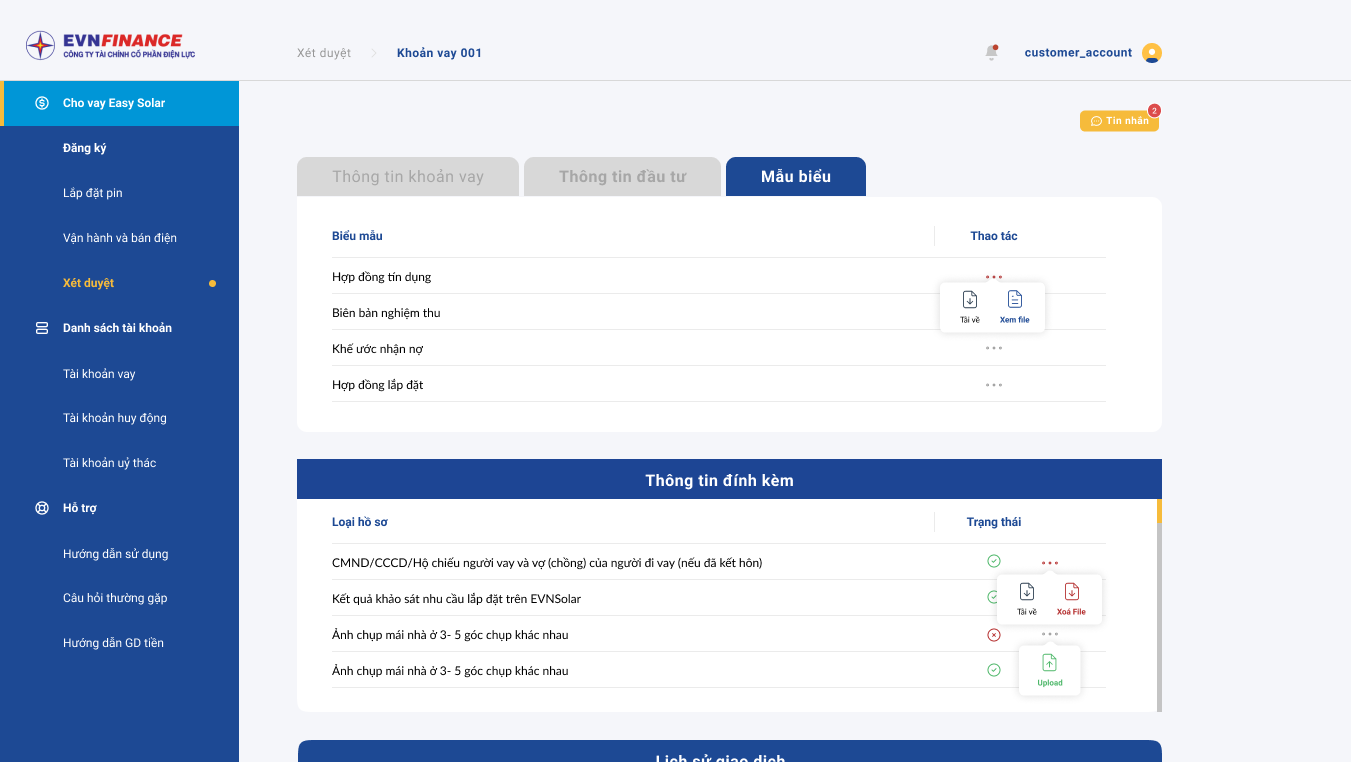 EVNFINANCE
CÔNG TY TÀI CHÍNH CỔ PHẦN ĐIỆN LỰC
Xét duyệt
Khoản vay 001
customer_account
Cho vay Easy Solar
Đăng ký
Lắp đặt pin
Vận hành và bán điện
Xét duyệt
Danh sách tài khoản
Tài khoản vay
Tài khoản huy động
Tài khoản uỷ thác
Hỗ trợ
Hướng dẫn sử dụng
Câu hỏi thường gặp
Hướng dẫn GD tiền
2
Tin nhắn
Thông tin khoản vay
Thông tin đầu tư
Mẫu biểu
Biểu mẫu
Thao tác
Hợp đồng tín dụng
Biên bản nghiệm thu
Tải về
Xem file
Khế ước nhận nợ
Hợp đồng lắp đặt
Thông tin đính kèm
Loại hồ sơ
Trạng thái
CMND/CCCD/Hộ chiếu người vay và vợ (chồng) của người đi vay (nếu đã kết hôn)
Kết quả khảo sát nhu cầu lắp đặt trên EVNSolar
Tải về
Xoá File
Ảnh chụp mái nhà ở 3- 5 góc chụp khác nhau
Ảnh chụp mái nhà ở 3- 5 góc chụp khác nhau
Upload
Lịch sử giao dịch